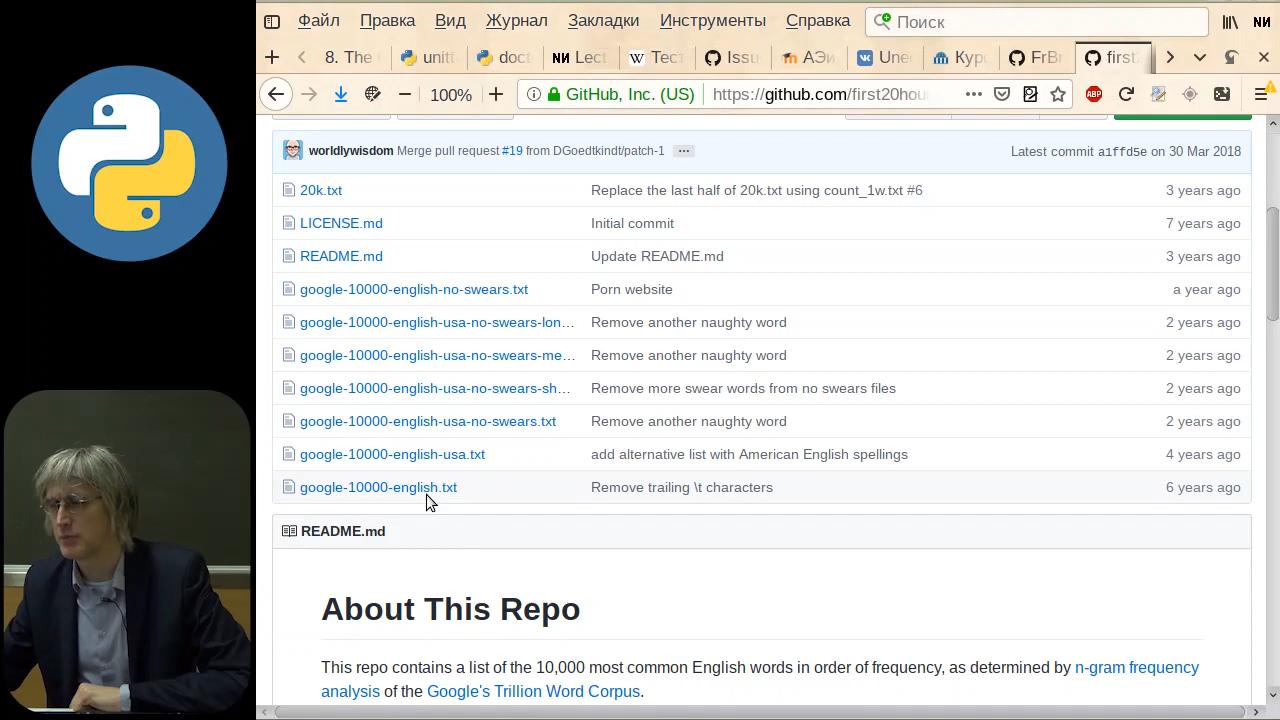 Файл Правка Вид Журнал Закладки Инструменты Справка Поиск
8. The unitt doct Lect Тест Issu АЭи Une Кур FrBr first
100% GitHub, Inc. (US) https://github.com/first20hou
worldlywisdom Merge pull request #19 from DGoedtkindt/patch-1 Latest commit a1ffd5e on 30 Mar 2018
20k.txt Replace the last half of 20k.txt using count_1w.txt #6 3 years ago
LICENSE.md Initial commit 7 years ago
README.md Update README.md 3 years ago
google-10000-english-no-swears.txt Porn website a year ago
google-10000-english-usa-no-swears-lon… Remove another naughty word 2 years ago
google-10000-english-usa-no-swears-me… Remove another naughty word 2 years ago
google-10000-english-usa-no-swears-sh… Remove more swear words from no swears files 2 years ago
google-10000-english-usa-no-swears.txt Remove another naughty word 2 years ago
google-10000-english-usa.txt add alternative list with American English spellings 4 years ago
google-10000-english.txt Remove trailing \t characters 6 years ago
README.md
About This Repo
This repo contains a list of the 10,000 most common English words in order of frequency, as determined by n-gram frequency
analysis of the Google's Trillion Word Corpus.